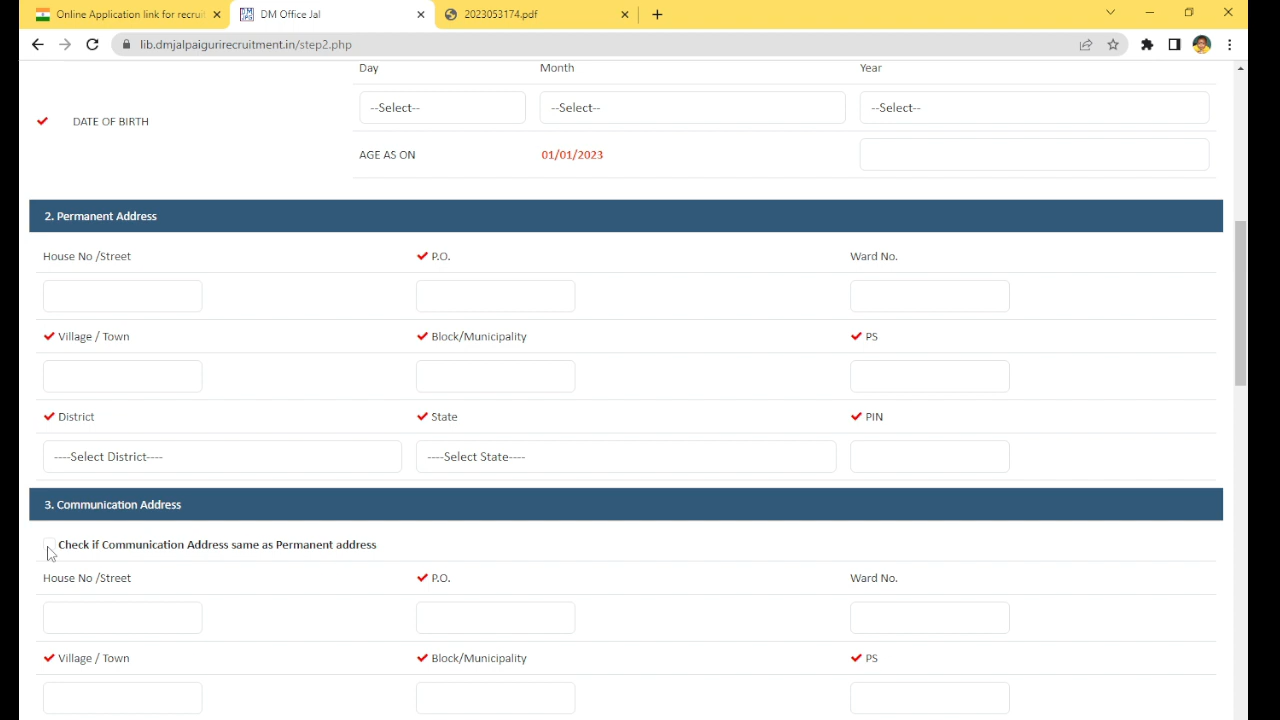 Online Application link for recruit
DM Office Jal
2023053174.pdf
lib.dmjalpaigurirecruitment.in/step2.php
Day Month Year
--Select-- --Select-- --Select--
DATE OF BIRTH
AGE AS ON 01/01/2023
2. Permanent Address
House No /Street P.O. Ward No.
Village / Town Block/Municipality PS
District State PIN
----Select District---- ----Select State----
3. Communication Address
Check if Communication Address same as Permanent address
House No /Street P.O. Ward No.
Village / Town Block/Municipality PS